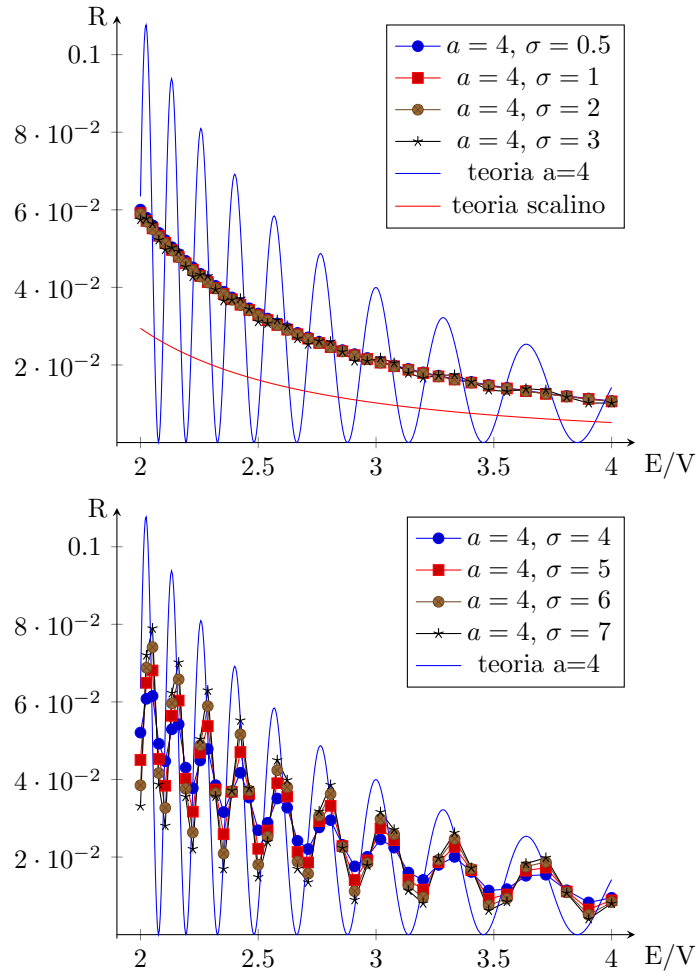 R
0.1
8 · 10⁻²
6 · 10⁻²
4 · 10⁻²
2 · 10⁻²
2 2.5 3 3.5 4
E/V
a = 4, σ = 0.5
a = 4, σ = 1
a = 4, σ = 2
a = 4, σ = 3
teoria a=4
teoria scalino
R
0.1
8 · 10⁻²
6 · 10⁻²
4 · 10⁻²
2 · 10⁻²
2 2.5 3 3.5 4
E/V
a = 4, σ = 4
a = 4, σ = 5
a = 4, σ = 6
a = 4, σ = 7
teoria a=4